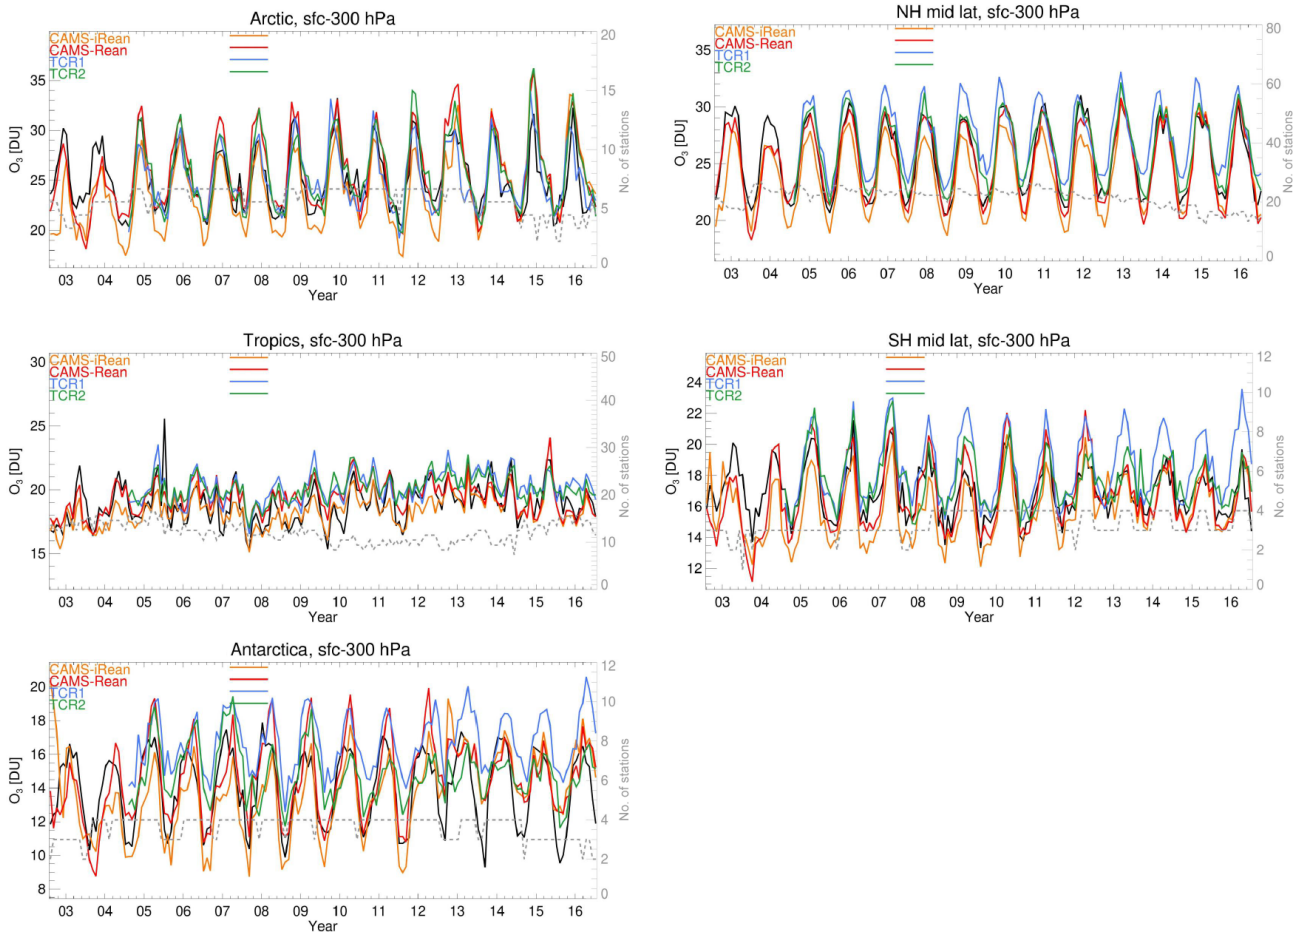 Arctic, sfc-300 hPa
CAMS-iRean
CAMS-Rean
TCR1
TCR2
35
30
25
20
O₃ [DU]
20
15
10
5
0
No. of stations
03 04 05 06 07 08 09 10 11 12 13 14 15 16
Year
NH mid lat, sfc-300 hPa
CAMS-iRean
CAMS-Rean
TCR1
TCR2
35
30
25
20
O₃ [DU]
80
60
40
20
0
No. of stations
03 04 05 06 07 08 09 10 11 12 13 14 15 16
Year
Tropics, sfc-300 hPa
CAMS-iRean
CAMS-Rean
TCR1
TCR2
30
25
20
15
O₃ [DU]
50
40
30
20
10
0
No. of stations
03 04 05 06 07 08 09 10 11 12 13 14 15 16
Year
SH mid lat, sfc-300 hPa
CAMS-iRean
CAMS-Rean
TCR1
TCR2
24
22
20
18
16
14
12
O₃ [DU]
12
10
8
6
4
2
0
No. of stations
03 04 05 06 07 08 09 10 11 12 13 14 15 16
Year
Antarctica, sfc-300 hPa
CAMS-iRean
CAMS-Rean
TCR1
TCR2
20
18
16
14
12
10
8
O₃ [DU]
12
10
8
6
4
2
0
No. of stations
03 04 05 06 07 08 09 10 11 12 13 14 15 16
Year